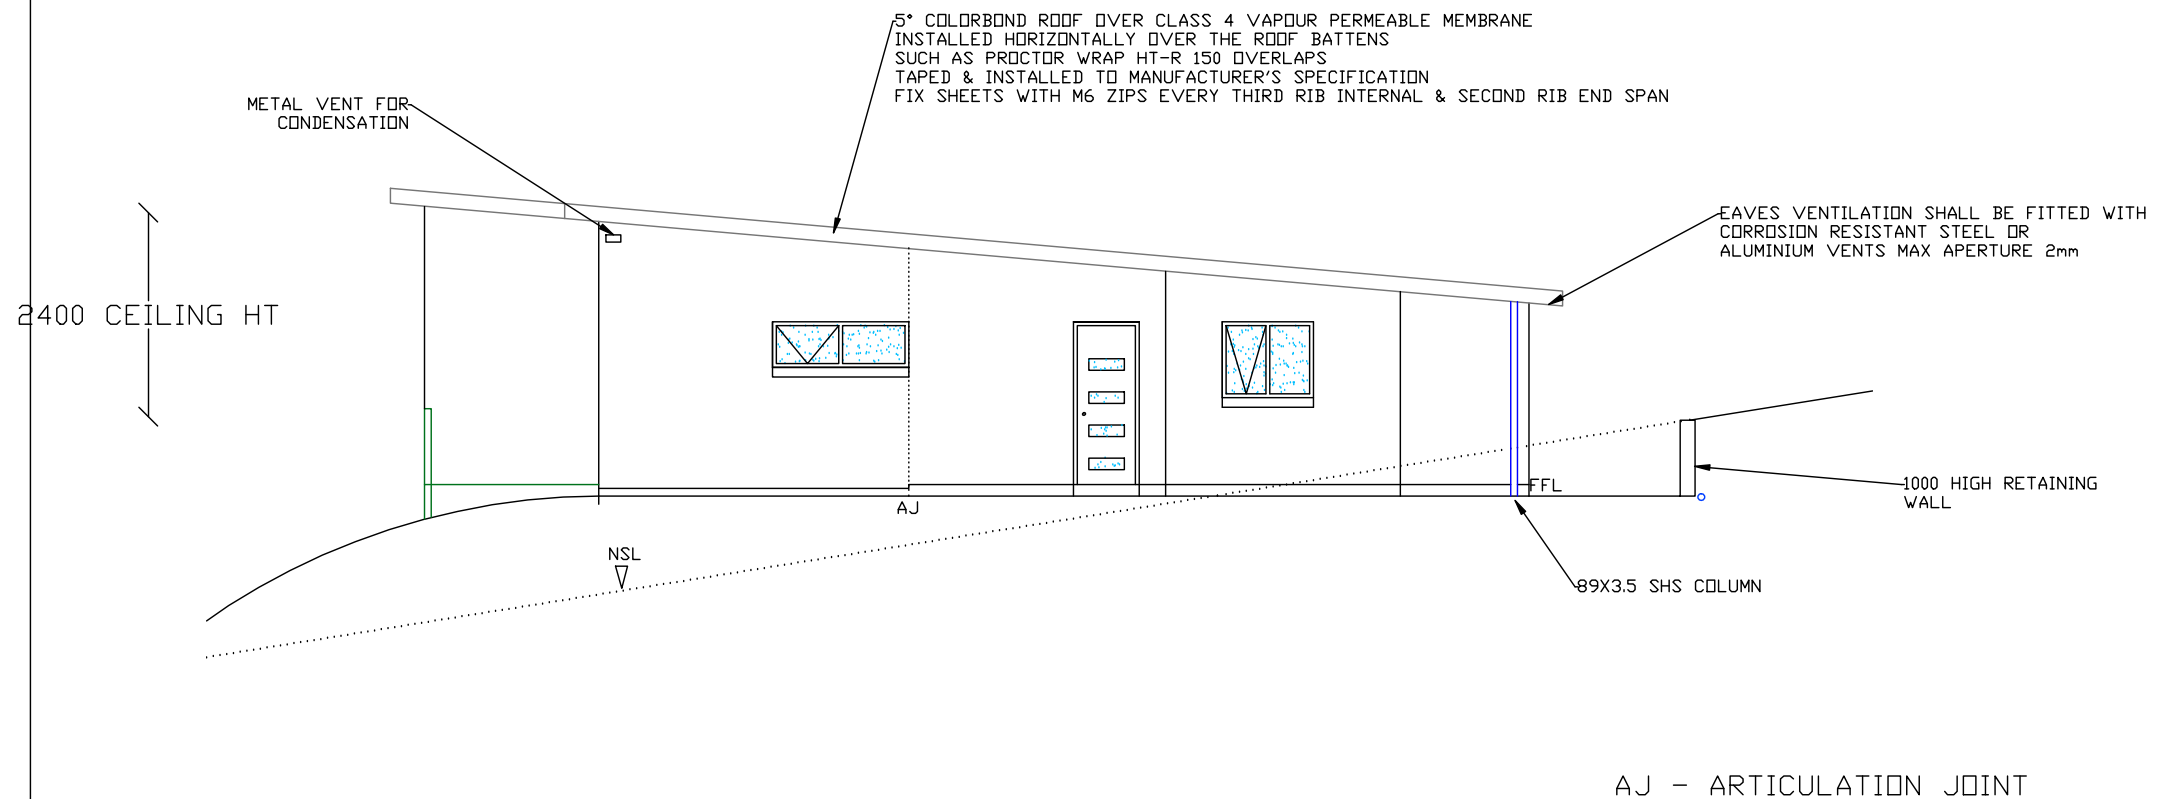 5° COLORBOND ROOF OVER CLASS 4 VAPOUR PERMEABLE MEMBRANE
INSTALLED HORIZONTALLY OVER THE ROOF BATTENS
SUCH AS PROCTOR WRAP HT-R 150 OVERLAPS
TAPED & INSTALLED TO MANUFACTURER'S SPECIFICATION
FIX SHEETS WITH M6 ZIPS EVERY THIRD RIB INTERNAL & SECOND RIB END SPAN
METAL VENT FOR
CONDENSATION
EAVES VENTILATION SHALL BE FITTED WITH
CORROSION RESISTANT STEEL OR
ALUMINIUM VENTS MAX APERTURE 2mm
2400 CEILING HT
FFL
1000 HIGH RETAINING
WALL
AJ
NSL
89X3.5 SHS COLUMN
AJ - ARTICULATION JOINT